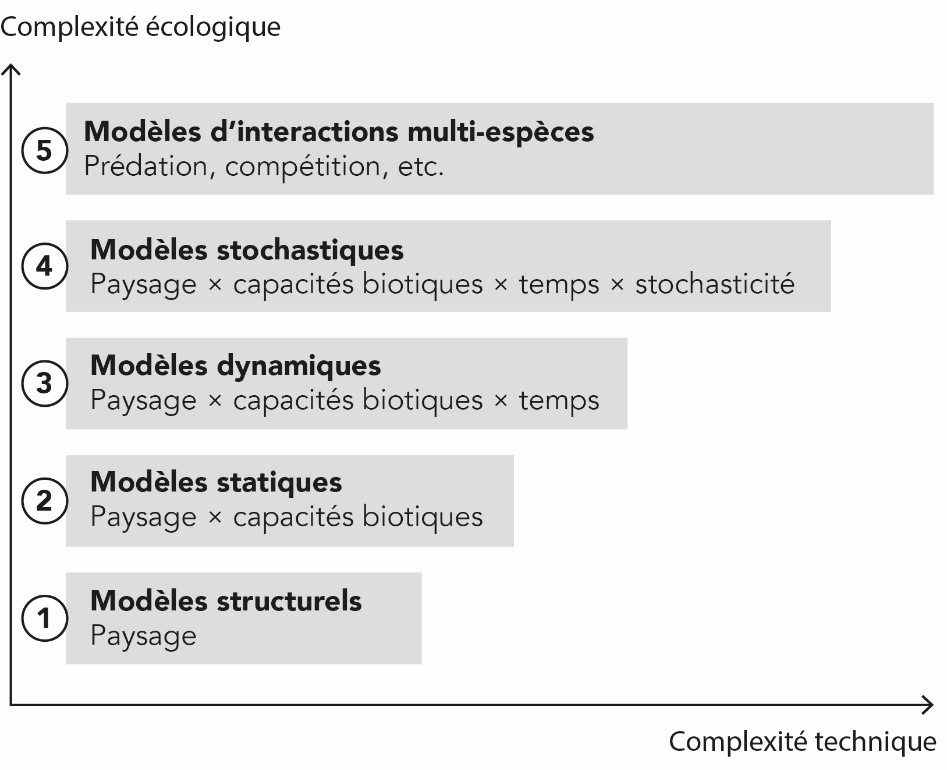 Complexité écologique
5
Modèles d’interactions multi-espèces
Prédation, compétition, etc.
4
Modèles stochastiques
Paysage × capacités biotiques × temps × stochasticité
3
Modèles dynamiques
Paysage × capacités biotiques × temps
2
Modèles statiques
Paysage × capacités biotiques
1
Modèles structurels
Paysage
Complexité technique